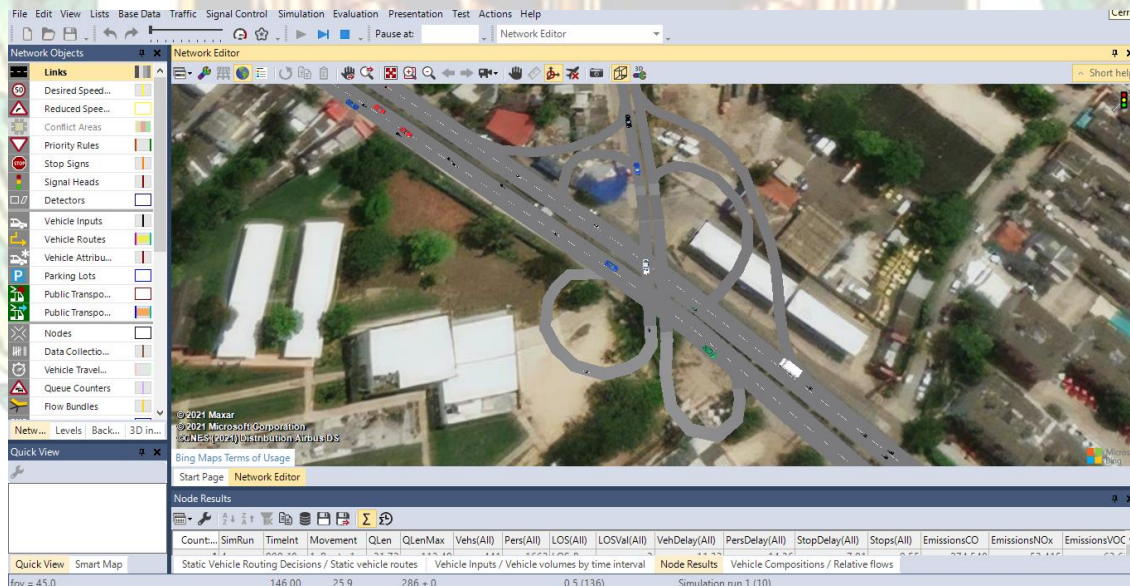 File Edit View Lists Base Data Traffic Signal Control Simulation Evaluation Presentation Test Actions Help
Pause at: Network Editor
Network Objects
Links
50 Desired Speed...
Reduced Spee...
Conflict Areas
Priority Rules
STOP Stop Signs
Signal Heads
Detectors
Vehicle Inputs
Vehicle Routes
Vehicle Attribu...
P Parking Lots
Public Transpo...
Public Transpo...
Nodes
Data Collectio...
Vehicle Travel...
Queue Counters
Flow Bundles
Netw... Levels Back... 3D in...
Quick View
Quick View Smart Map
Network Editor
Short help
© 2021 Maxar
© 2021 Microsoft Corporation
©CNES (2021) Distribution Airbus DS
Bing Maps Terms of Usage
Start Page Network Editor
Node Results
Count:... SimRun TimeInt Movement QLen QLenMax Vehs(All) Pers(All) LOS(All) LOSVal(All) VehDelay(All) PersDelay(All) StopDelay(All) Stops(All) EmissionsCO EmissionsNOx EmissionsVOC
Static Vehicle Routing Decisions / Static vehicle routes Vehicle Inputs / Vehicle volumes by time interval Node Results Vehicle Compositions / Relative flows
fov = 45.0 146.00 25.9 286 + 0 0.5 (136) Simulation run 1 (10)